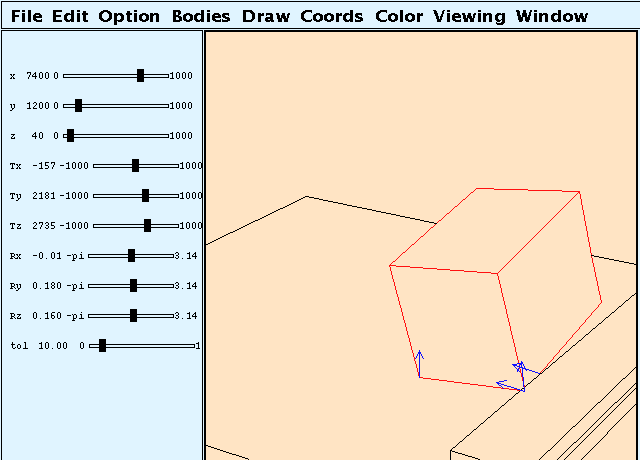 File Edit Option Bodies Draw Coords Color Viewing Window
x 7400 0 1000
y 1200 0 1000
z 40 0 1000
Tx -157 -1000 1000
Ty 2181 -1000 1000
Tz 2735 -1000 1000
Rx -0.01 -pi 3.14
Ry 0.180 -pi 3.14
Rz 0.160 -pi 3.14
tol 10.00 0 1